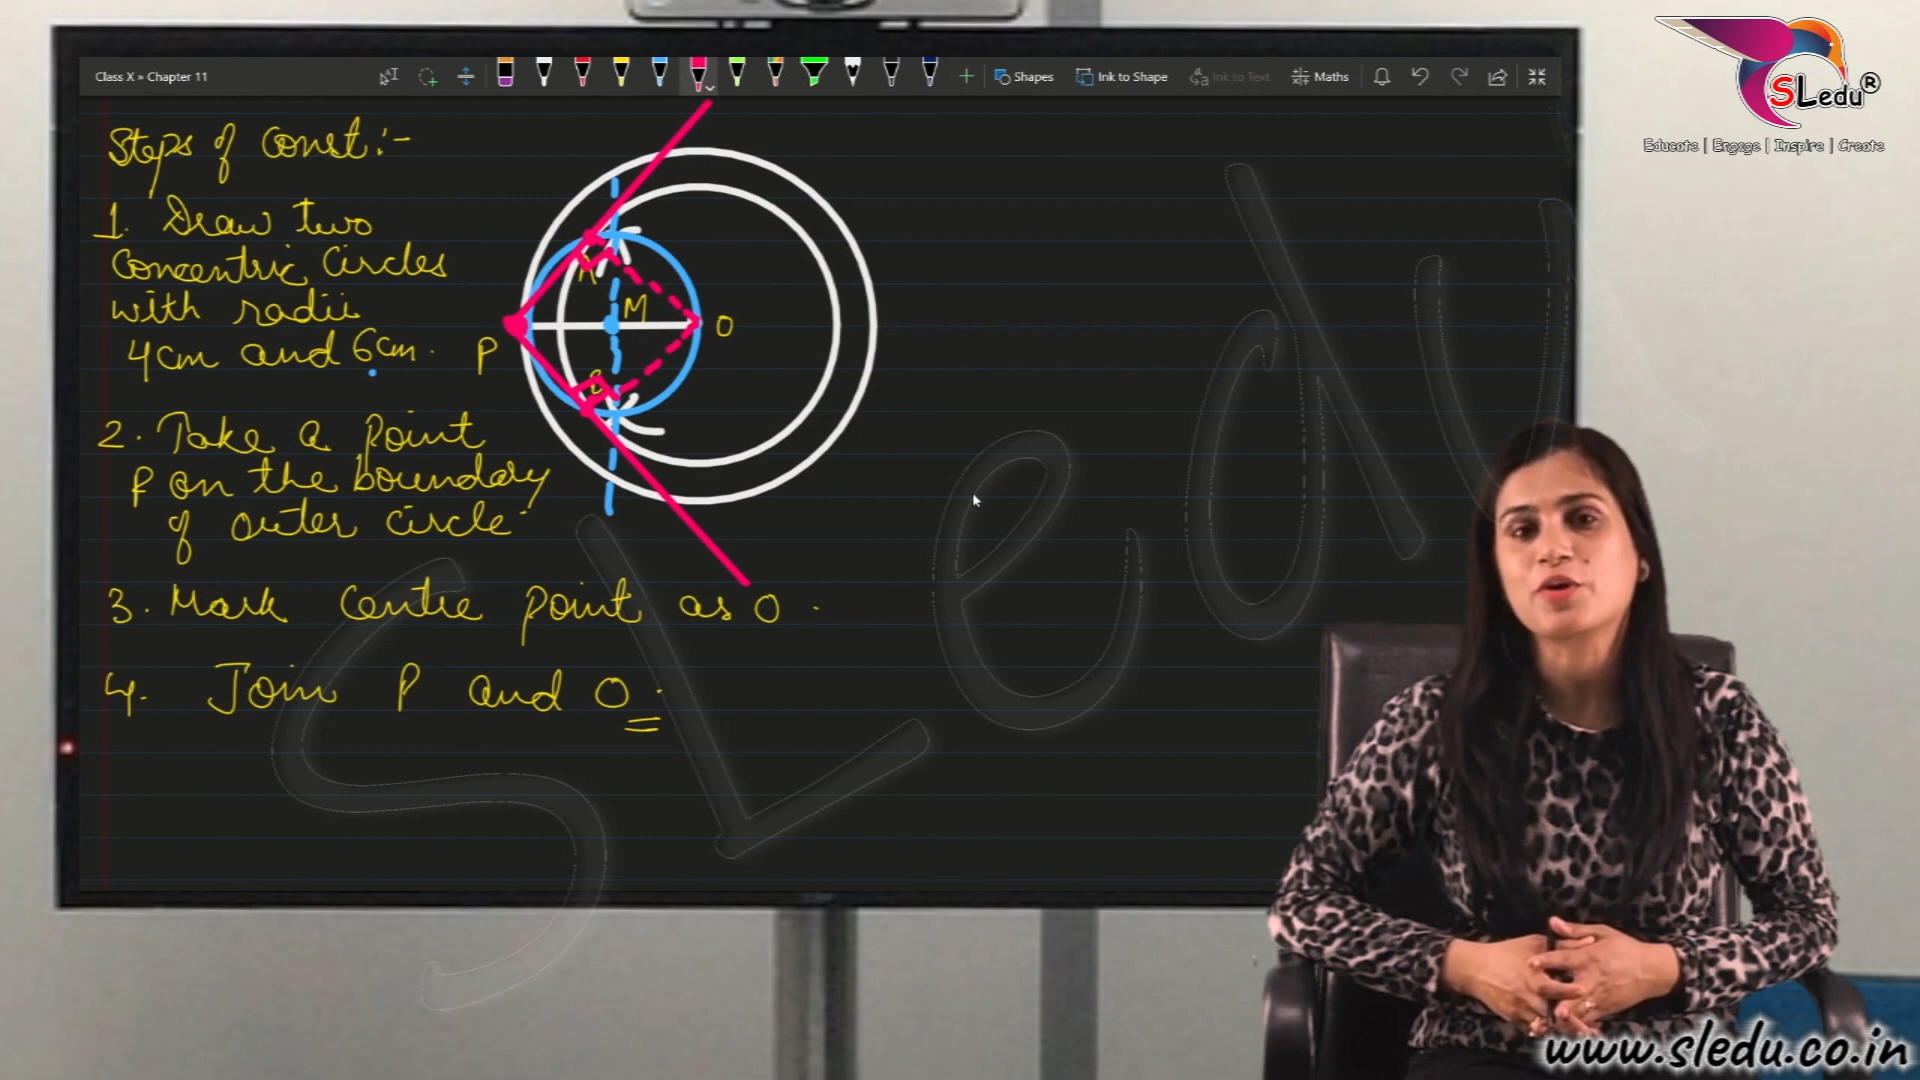 Class X » Chapter 11
Shapes
Ink to Shape
Ink to Text
Maths
SLedu®
Educate | Engage | Inspire | Create
Steps of Const:-
1. Draw two
Concentric Circles
with radii
4cm and 6cm.
P
M
O
2. Take a point
P on the boundary
of outer circle.
3. Mark Centre point as O.
4. Join P and O.
SLedu
www.sledu.co.in